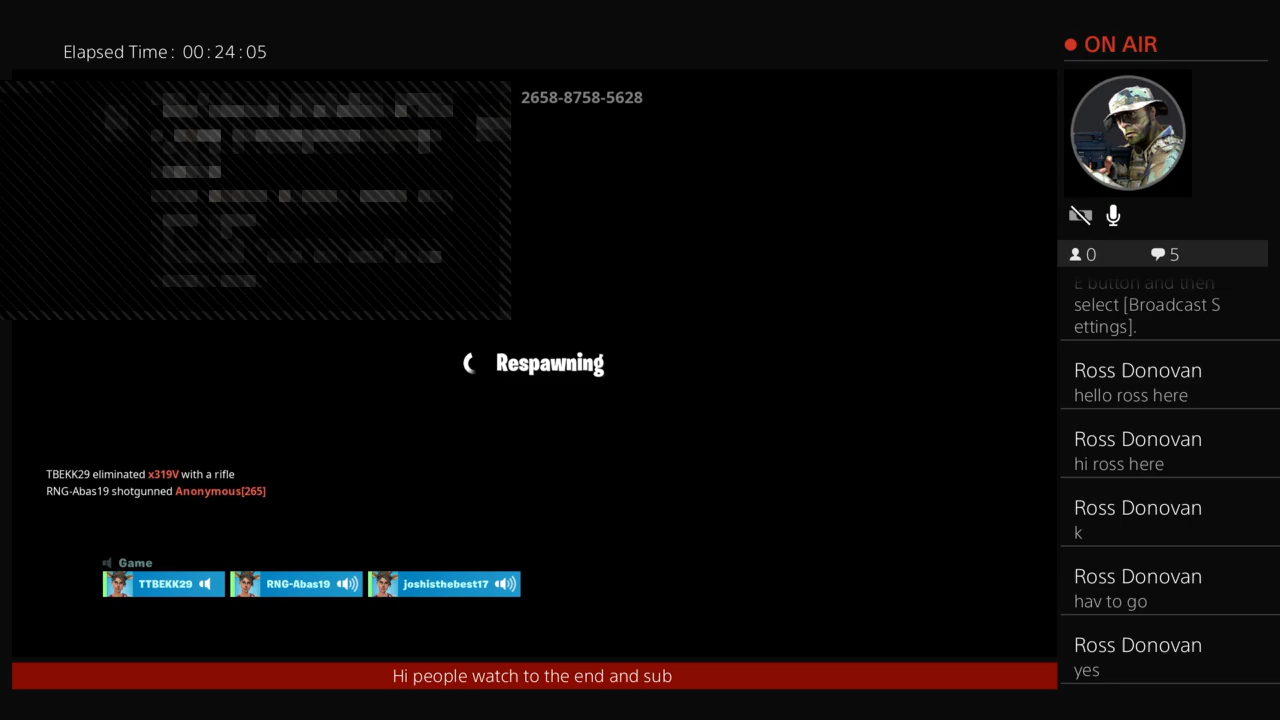 Elapsed Time: 00:24:05
ON AIR
2658-8758-5628
0
5
E button and then
select [Broadcast S
ettings].
Respawning
Ross Donovan
hello ross here
Ross Donovan
hi ross here
TBEKK29 eliminated x319V with a rifle
RNG-Abas19 shotgunned Anonymous[265]
Ross Donovan
k
Game
TTBEKK29
RNG-Abas19
joshisthebest17
Ross Donovan
hav to go
Ross Donovan
yes
Hi people watch to the end and sub